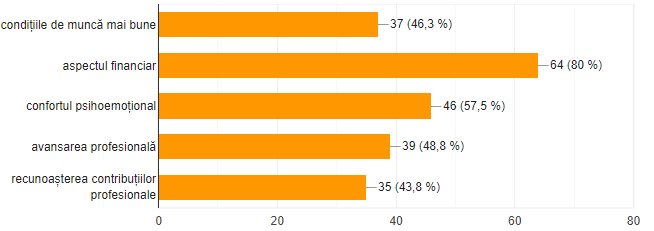 condițiile de muncă mai bune
37 (46,3 %)
aspectul financiar
64 (80 %)
confortul psihoemoțional
46 (57,5 %)
avansarea profesională
39 (48,8 %)
recunoașterea contribuțiilor
profesionale
35 (43,8 %)
0 20 40 60 80